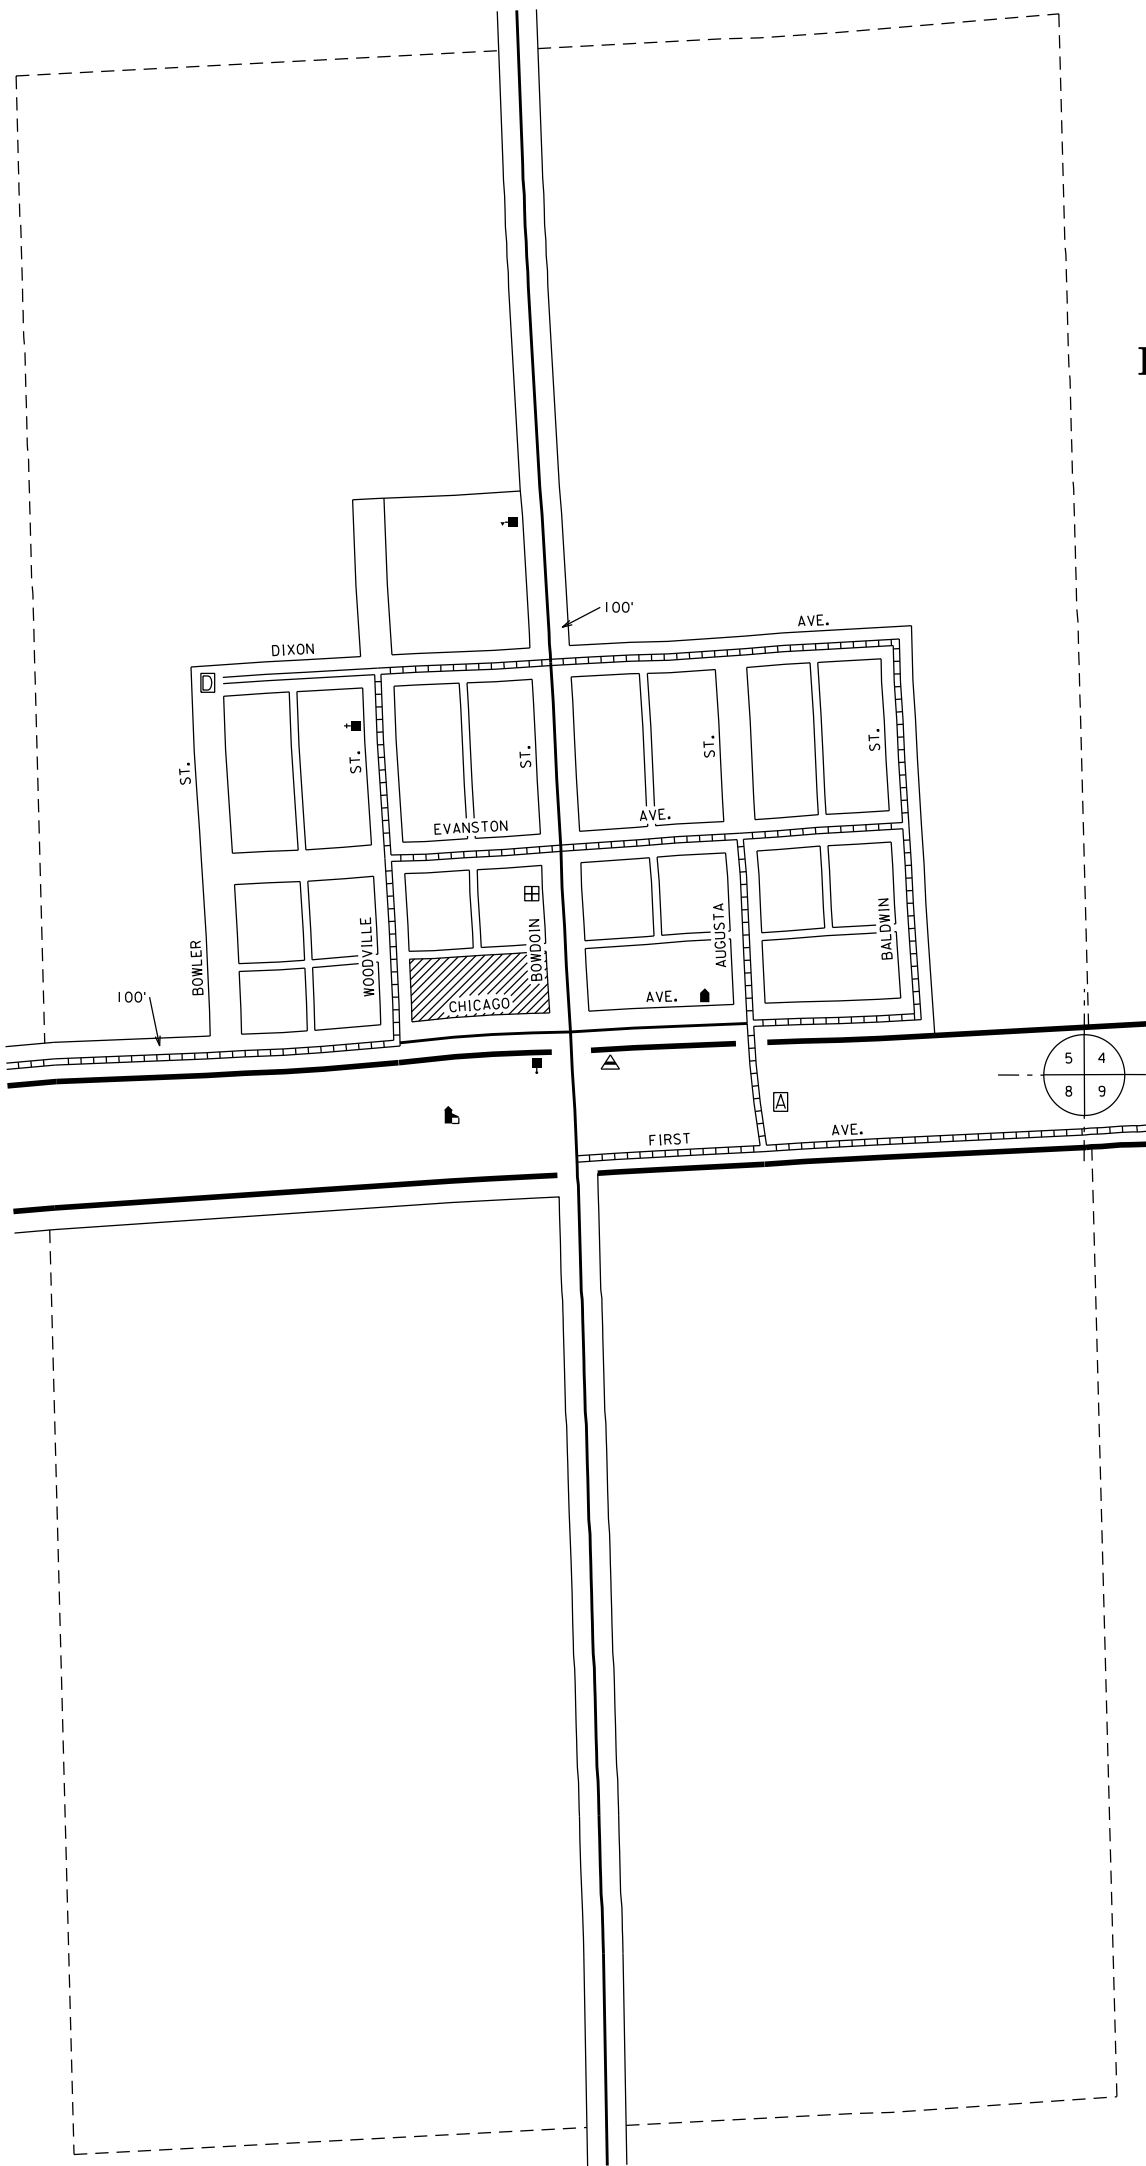 100'
DIXON
AVE.
D
ST.
ST.
ST.
ST.
ST.
EVANSTON
AVE.
BOWLER
WOODVILLE
BOWDOIN
AUGUSTA
BALDWIN
100'
CHICAGO
AVE.
5 4
8 9
A
FIRST
AVE.